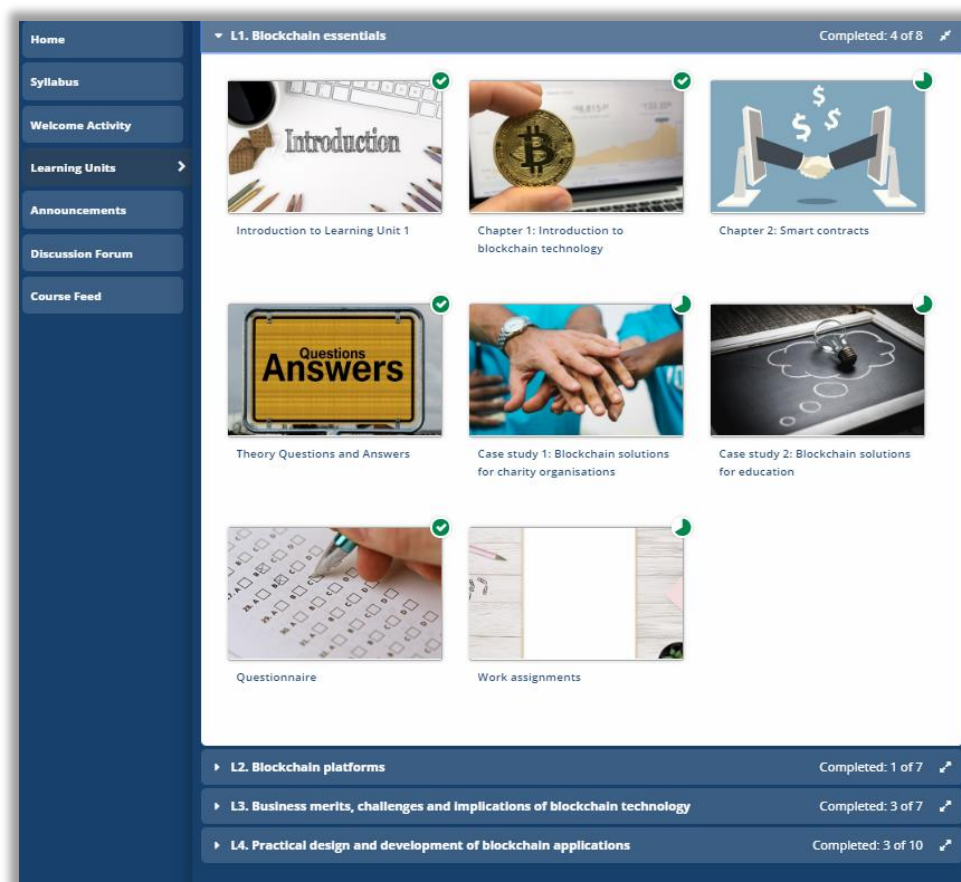 Home
Syllabus
Welcome Activity
Learning Units
Announcements
Discussion Forum
Course Feed
L1. Blockchain essentials
Completed: 4 of 8
Introduction
Introduction to Learning Unit 1
Chapter 1: Introduction to
blockchain technology
$ $ $
Chapter 2: Smart contracts
Questions
Answers
Theory Questions and Answers
Case study 1: Blockchain solutions
for charity organisations
Case study 2: Blockchain solutions
for education
Questionnaire
Work assignments
L2. Blockchain platforms
Completed: 1 of 7
L3. Business merits, challenges and implications of blockchain technology
Completed: 3 of 7
L4. Practical design and development of blockchain applications
Completed: 3 of 10